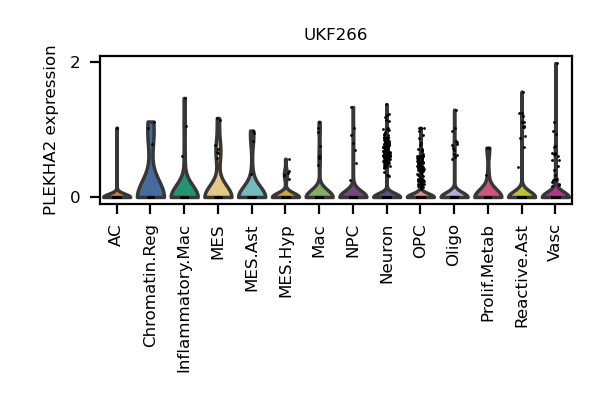 UKF266
PLEKHA2 expression
2
0
AC
Chromatin.Reg
Inflammatory.Mac
MES
MES.Ast
MES.Hyp
Mac
NPC
Neuron
OPC
Oligo
Prolif.Metab
Reactive.Ast
Vasc